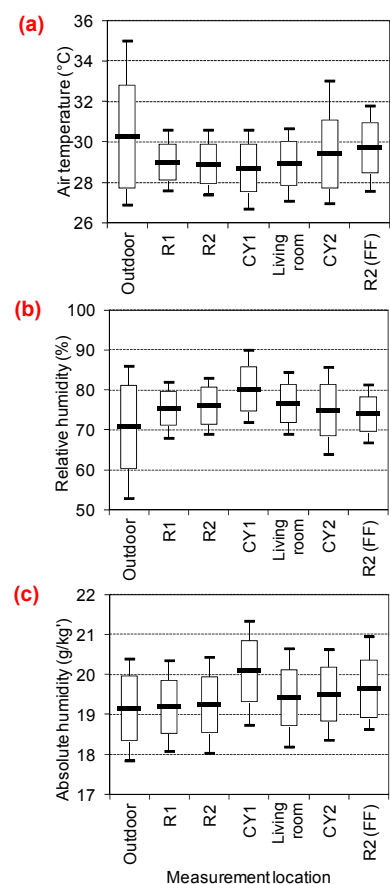 (a)
Air temperature (°C)
36
34
32
30
28
26
Outdoor
R1
R2
CY1
Living
room
CY2
R2 (FF)
(b)
Relative humidity (%)
100
90
80
70
60
50
Outdoor
R1
R2
CY1
Living
room
CY2
R2 (FF)
(c)
Absolute humidity (g/kg')
22
21
20
19
18
17
Outdoor
R1
R2
CY1
Living
room
CY2
R2 (FF)
Measurement location